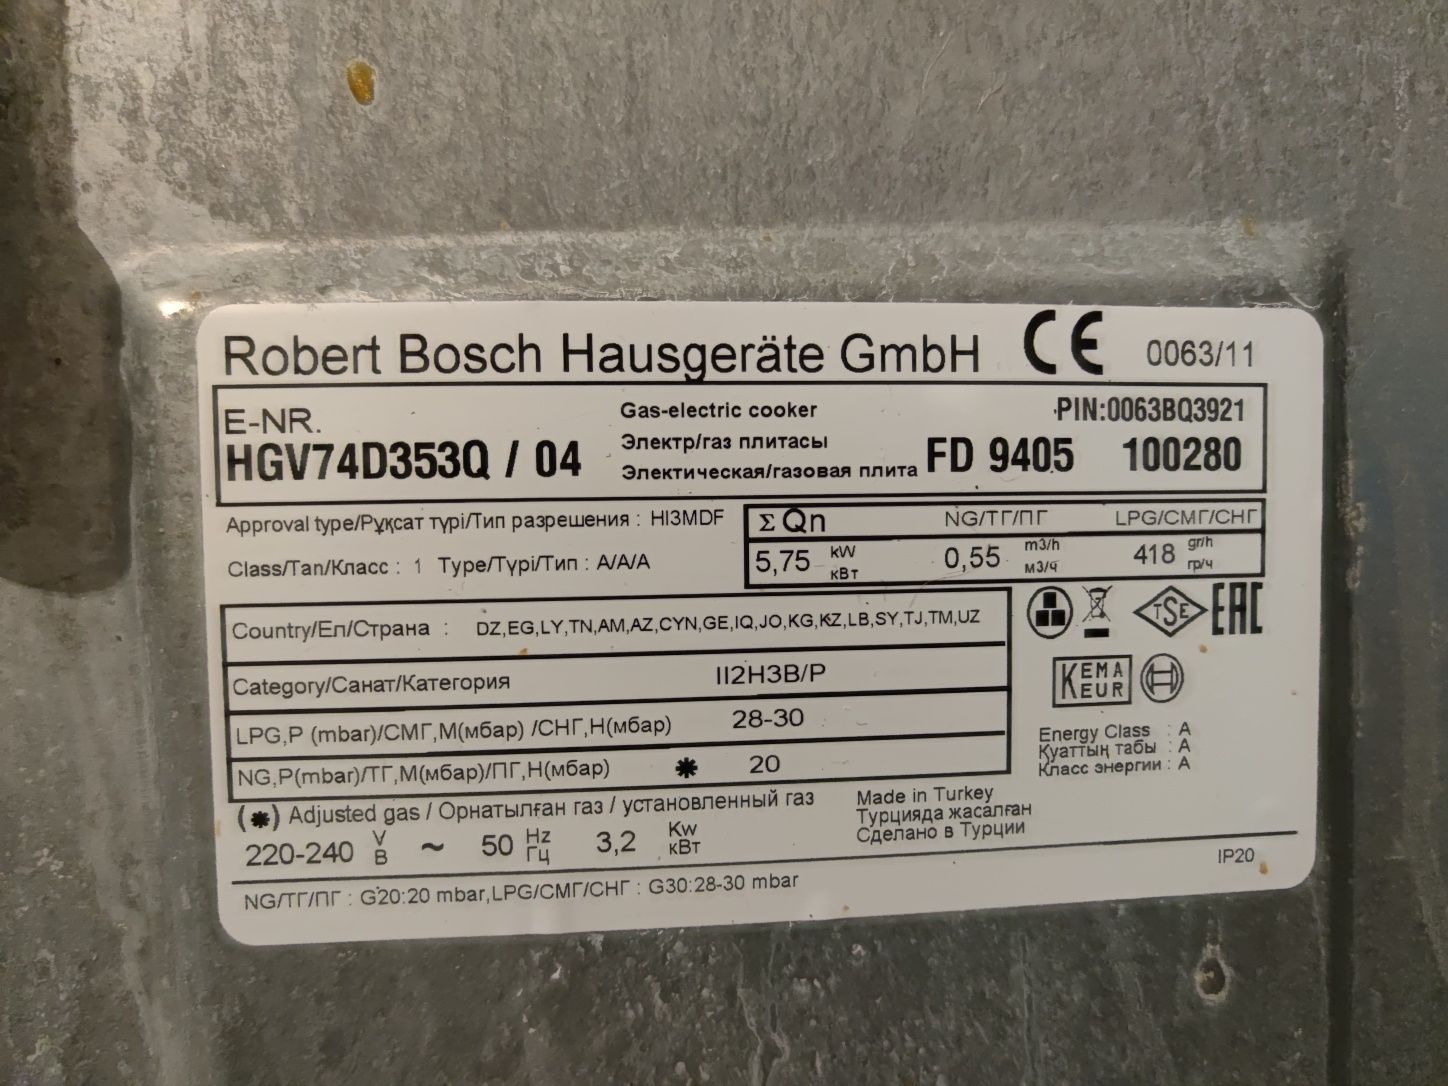 Robert Bosch Hausgeräte GmbH CE 0063/11
E-NR.
HGV74D353Q / 04
Gas-electric cooker
Электр/газ плитасы
Электическая/газовая плита
PIN:0063BQ3921
FD 9405 100280
Approval type/Рұқсат түрі/Тип разрешения : HI3MDF
Class/Tan/Класс : 1 Type/Түрі/Тип : A/A/A
ΣQn NG/ТГ/ПГ LPG/СМГ/СНГ
5,75 kW кВт 0,55 m3/h м3/ч 418 gr/h гр/ч
Country/Ел/Страна : DZ,EG,LY,TN,AM,AZ,CYN,GE,IQ,JO,KG,KZ,LB,SY,TJ,TM,UZ
Category/Санат/Категория II2H3B/P
LPG,P (mbar)/СМГ,М(мбар) /СНГ,Н(мбар) 28-30
NG,P(mbar)/ТГ,М(мбар)/ПГ,Н(мбар) ✱ 20
TSE EAC
KEMA
EUR
Energy Class : A
Қуаттың табы : A
Класс энергии : A
(✱) Adjusted gas / Орнатылған газ / установленный газ
220-240 V В ~ 50 Hz Гц 3,2 Kw кВт
Made in Turkey
Турцияда жасалған
Сделано в Турции
IP20
NG/ТГ/ПГ : G20:20 mbar,LPG/СМГ/СНГ : G30:28-30 mbar